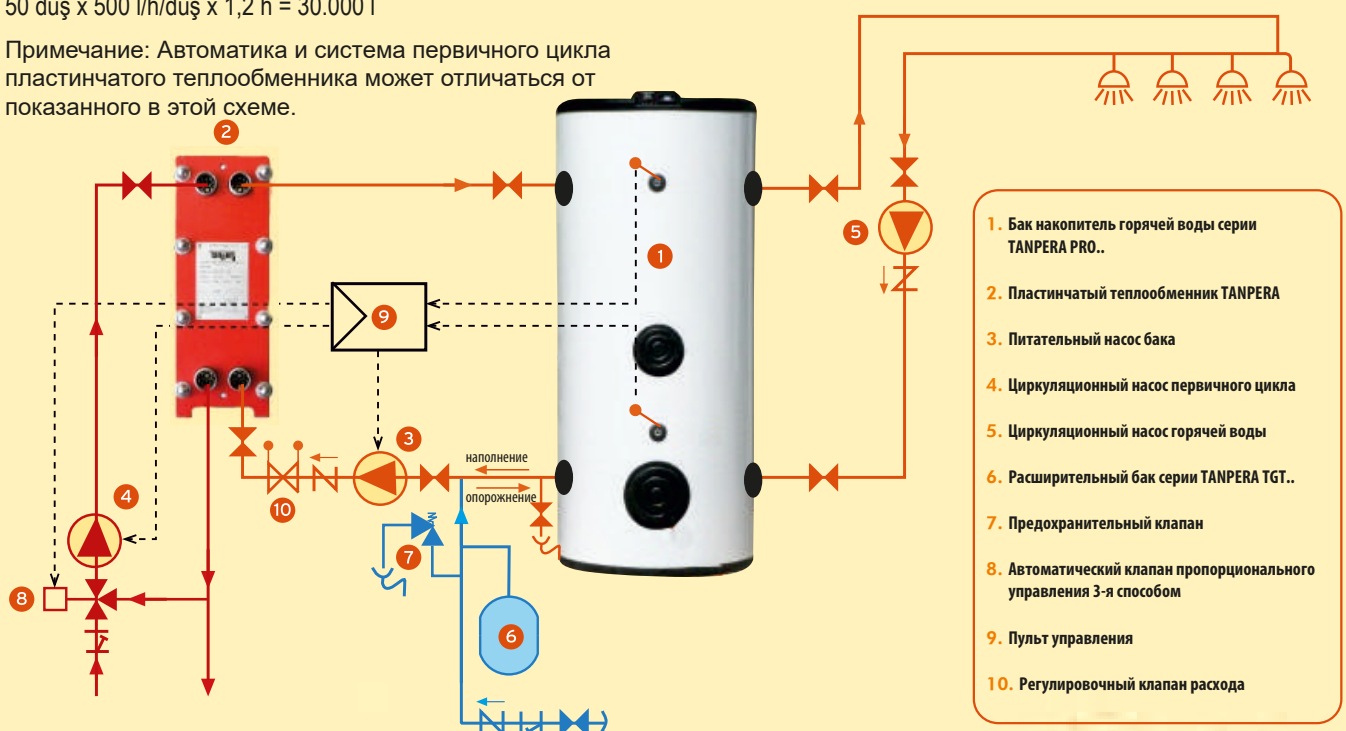 50 duş x 500 l/h/duş x 1,2 h = 30.000 l
Примечание: Автоматика и система первичного цикла
пластинчатого теплообменника может отличаться от
показанного в этой схеме.
2
1
5
9
3
наполнение
опорожнение
10
4
7
8
6
1. Бак накопитель горячей воды серии
TANPERA PRO..
2. Пластинчатый теплообменник TANPERA
3. Питательный насос бака
4. Циркуляционный насос первичного цикла
5. Циркуляционный насос горячей воды
6. Расширительный бак серии TANPERA TGT..
7. Предохранительный клапан
8. Автоматический клапан пропорционального
управления 3-я способом
9. Пульт управления
10. Регулировочный клапан расхода